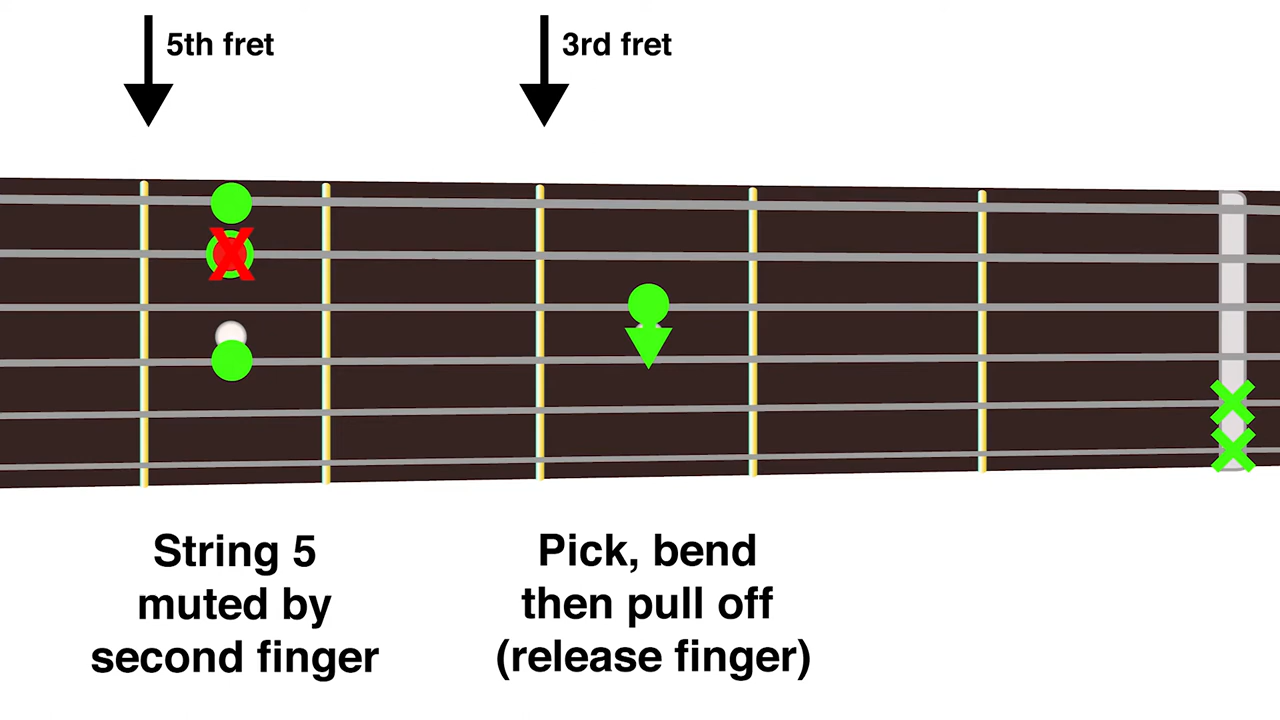 5th fret
3rd fret
String 5
muted by
second finger
Pick, bend
then pull off
(release finger)